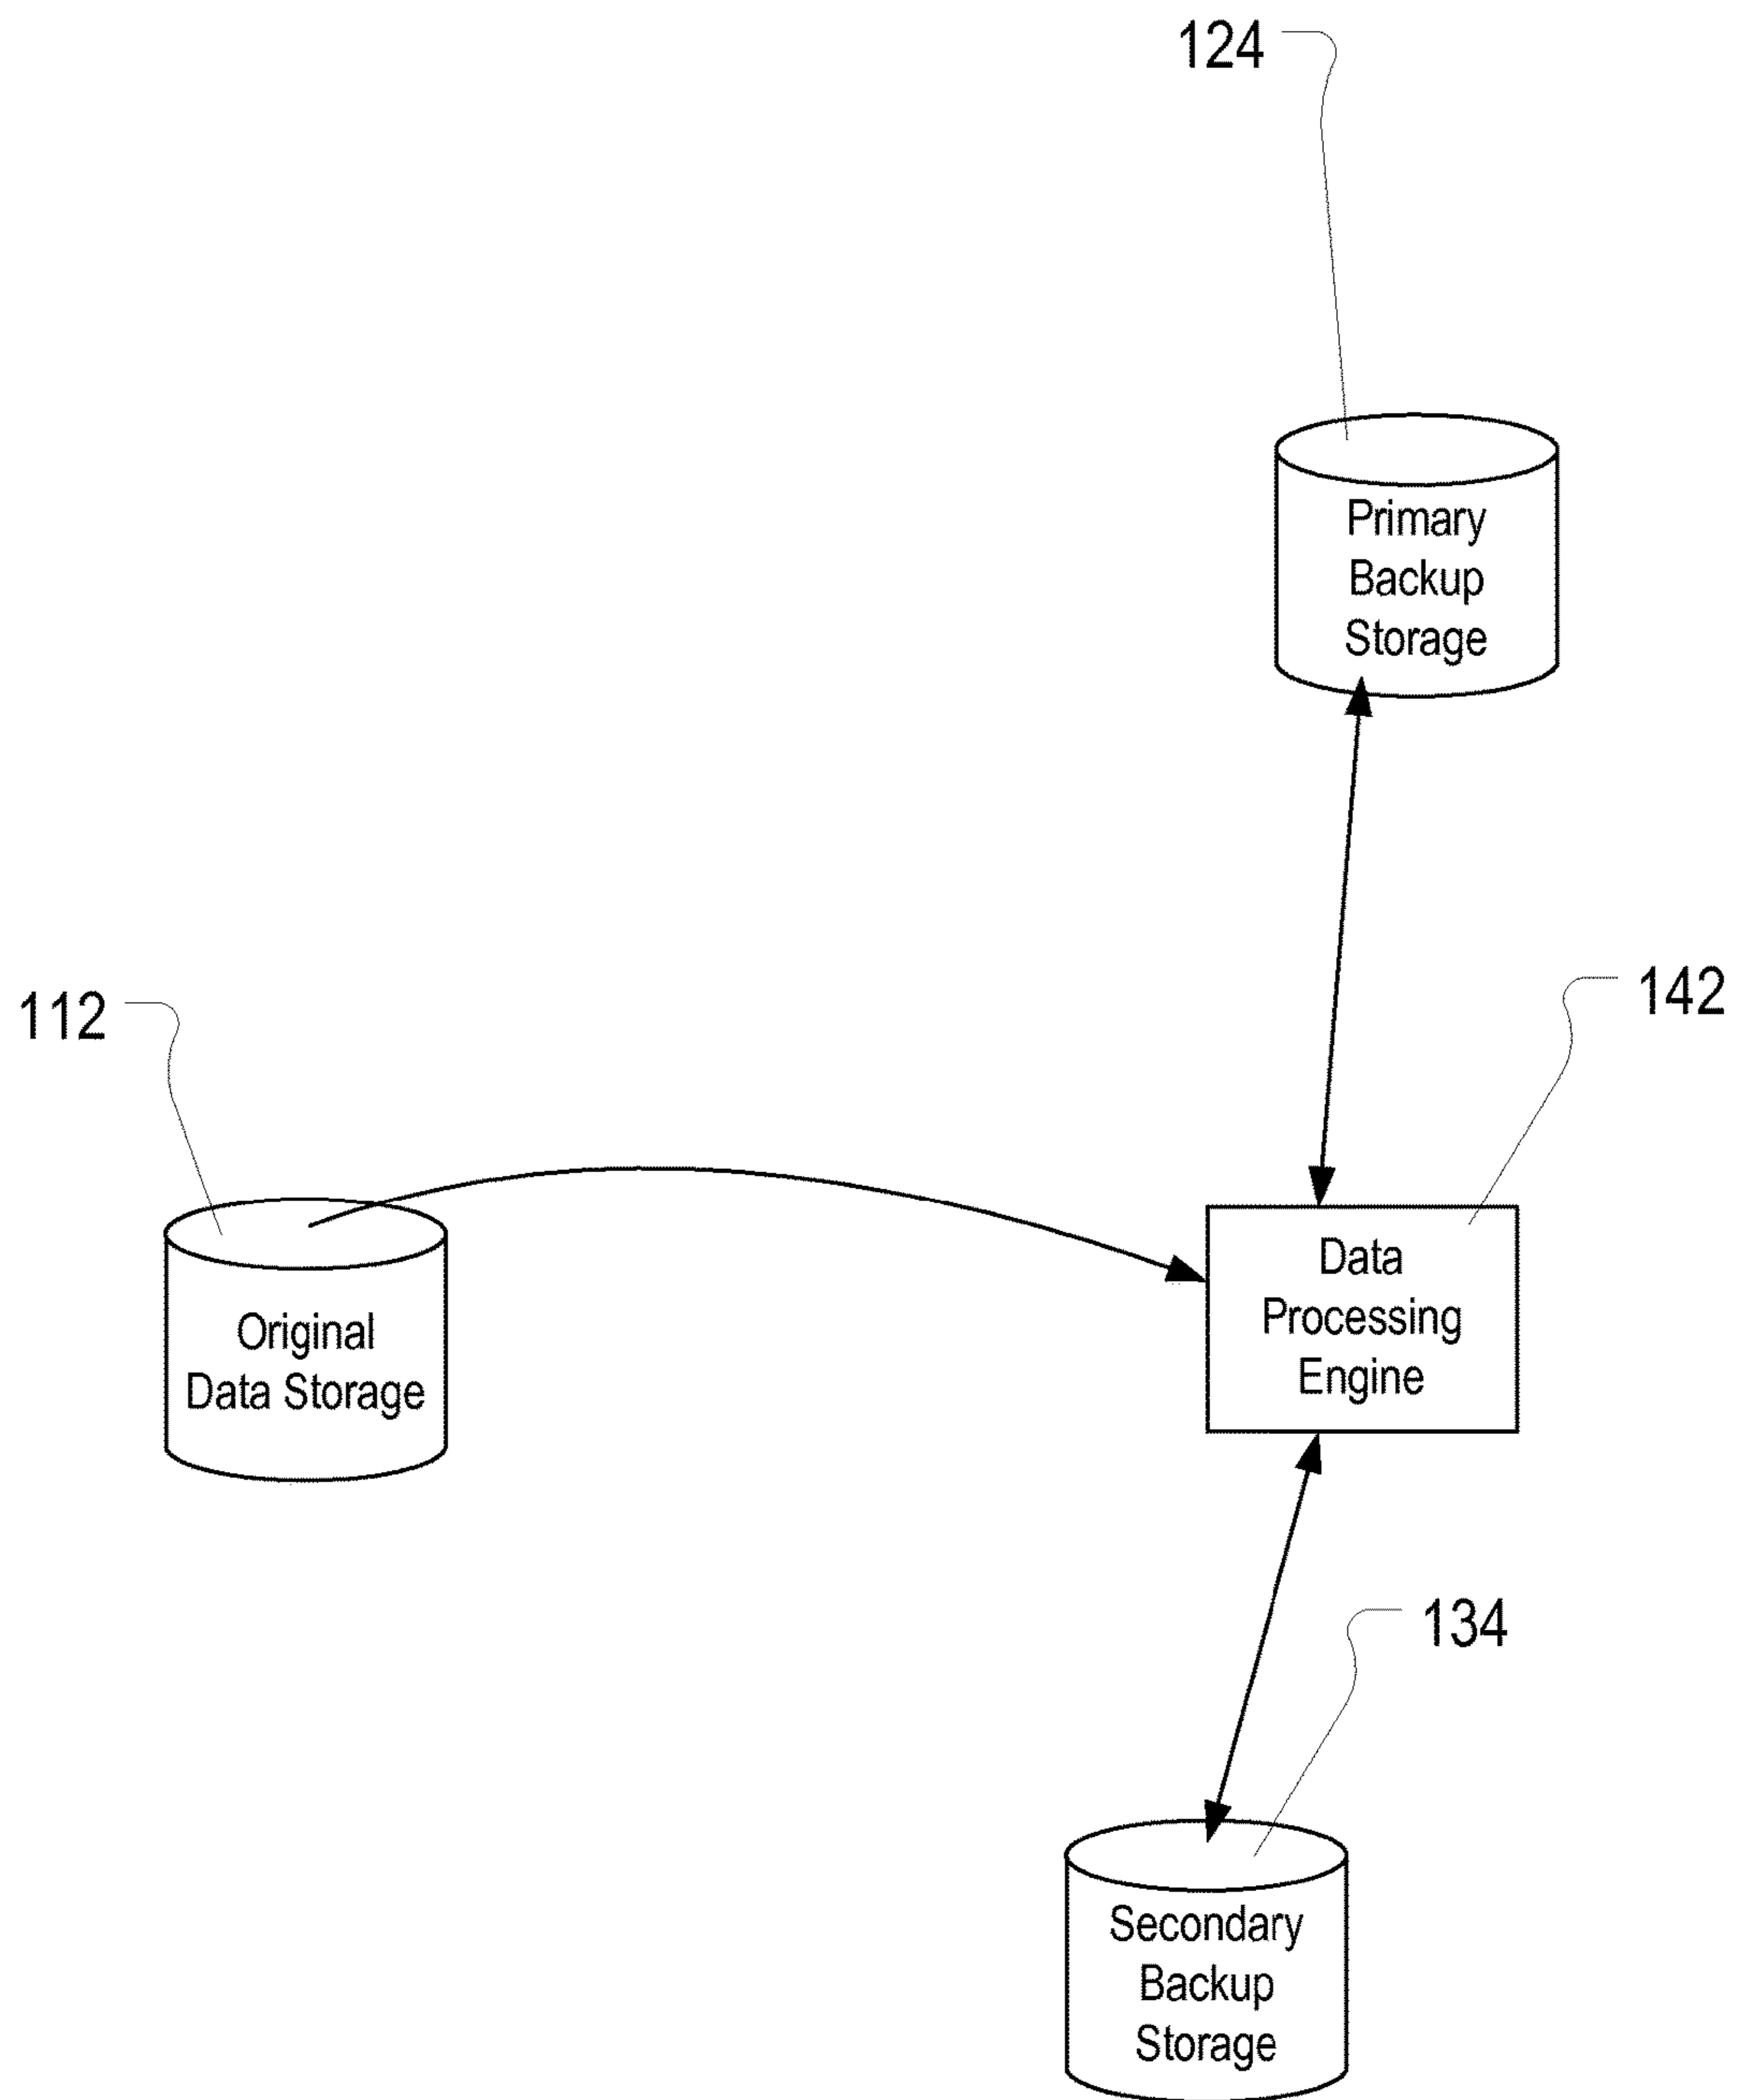 124
Primary
Backup
Storage
142
112
Data
Processing
Engine
Original
Data Storage
134
Secondary
Backup
Storage